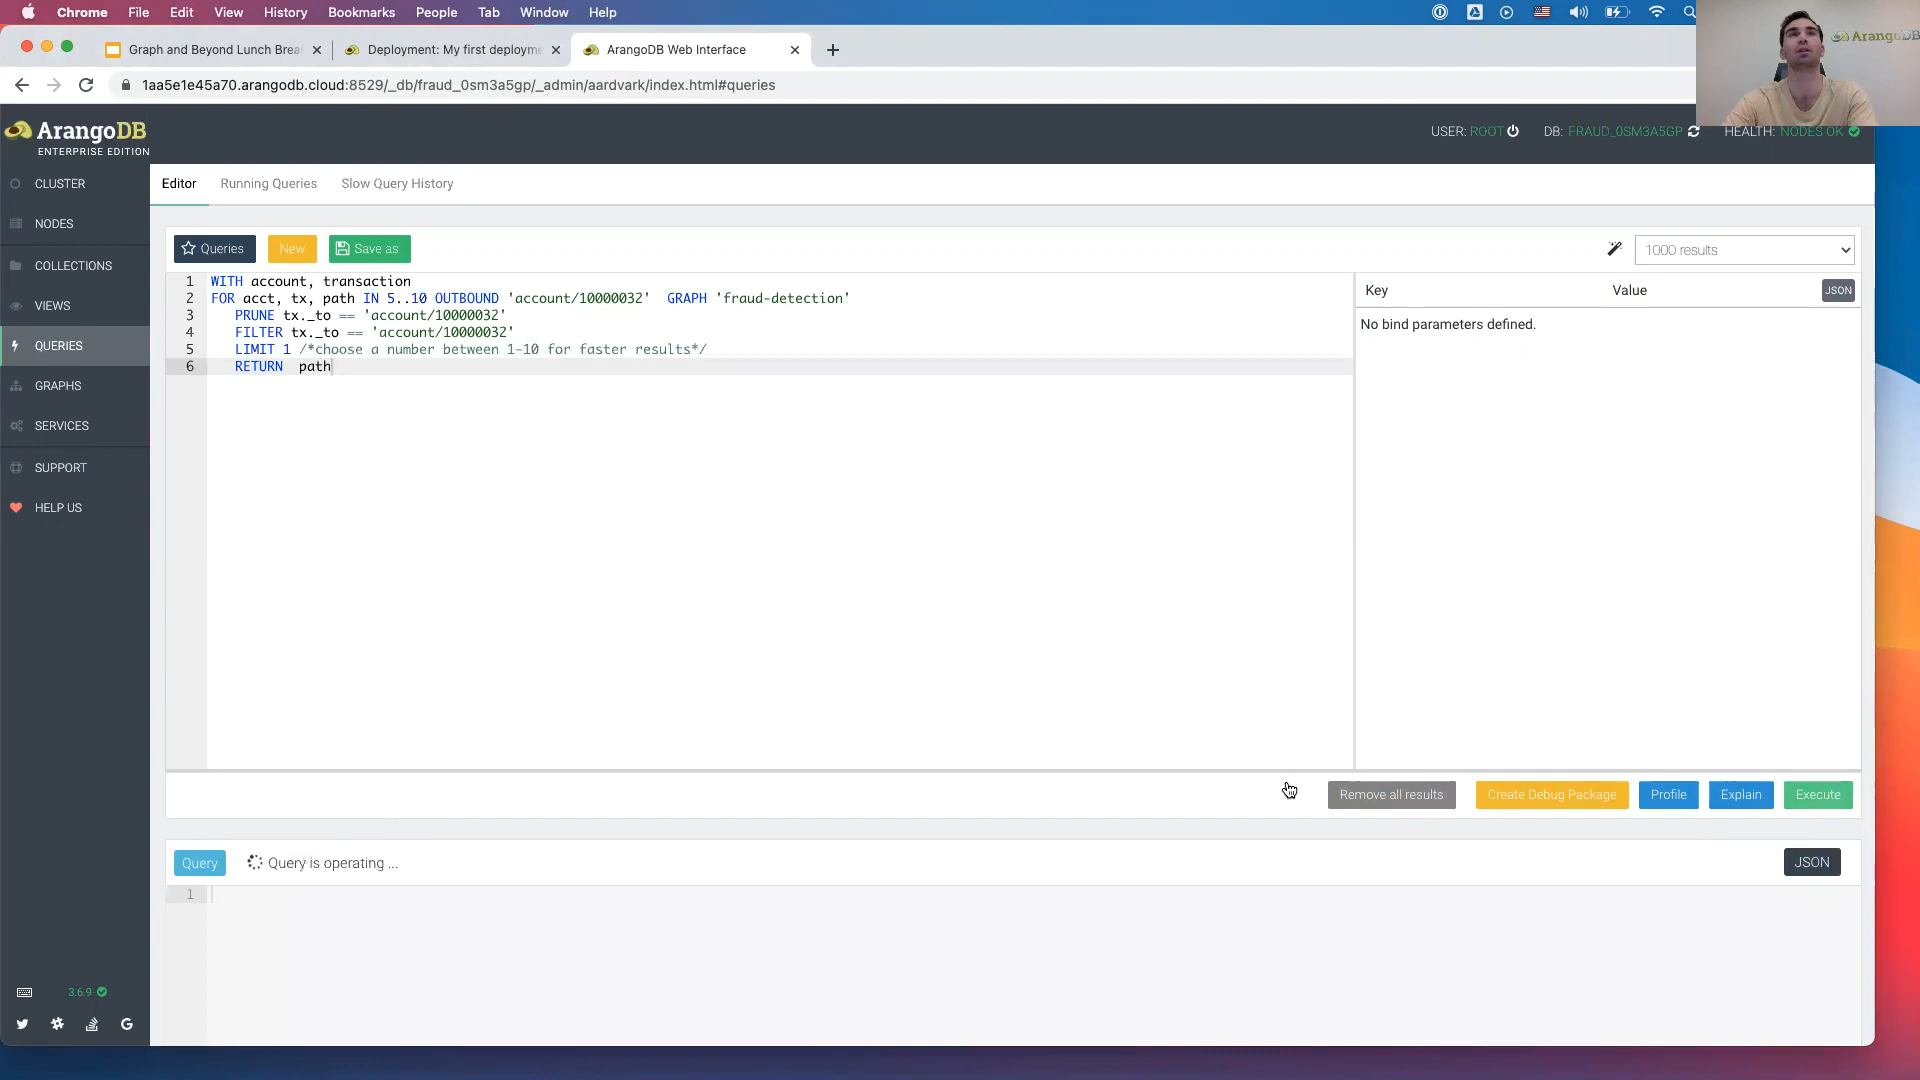 Chrome File Edit View History Bookmarks People Tab Window Help
Graph and Beyond Lunch Brea
Deployment: My first deployme
ArangoDB Web Interface
1aa5e1e45a70.arangodb.cloud:8529/_db/fraud_0sm3a5gp/_admin/aardvark/index.html#queries
ArangoDB
ArangoDB
ENTERPRISE EDITION
USER: ROOT
DB: FRAUD_0SM3A5GP
HEALTH: NODES OK
CLUSTER
NODES
COLLECTIONS
VIEWS
QUERIES
GRAPHS
SERVICES
SUPPORT
HELP US
3.6.9
Editor Running Queries Slow Query History
Queries New Save as
1000 results
1 WITH account, transaction
2 FOR acct, tx, path IN 5..10 OUTBOUND 'account/10000032' GRAPH 'fraud-detection'
3 PRUNE tx._to == 'account/10000032'
4 FILTER tx._to == 'account/10000032'
5 LIMIT 1 /*choose a number between 1-10 for faster results*/
6 RETURN path
Key Value JSON
No bind parameters defined.
Remove all results Create Debug Package Profile Explain Execute
Query Query is operating ... JSON
1